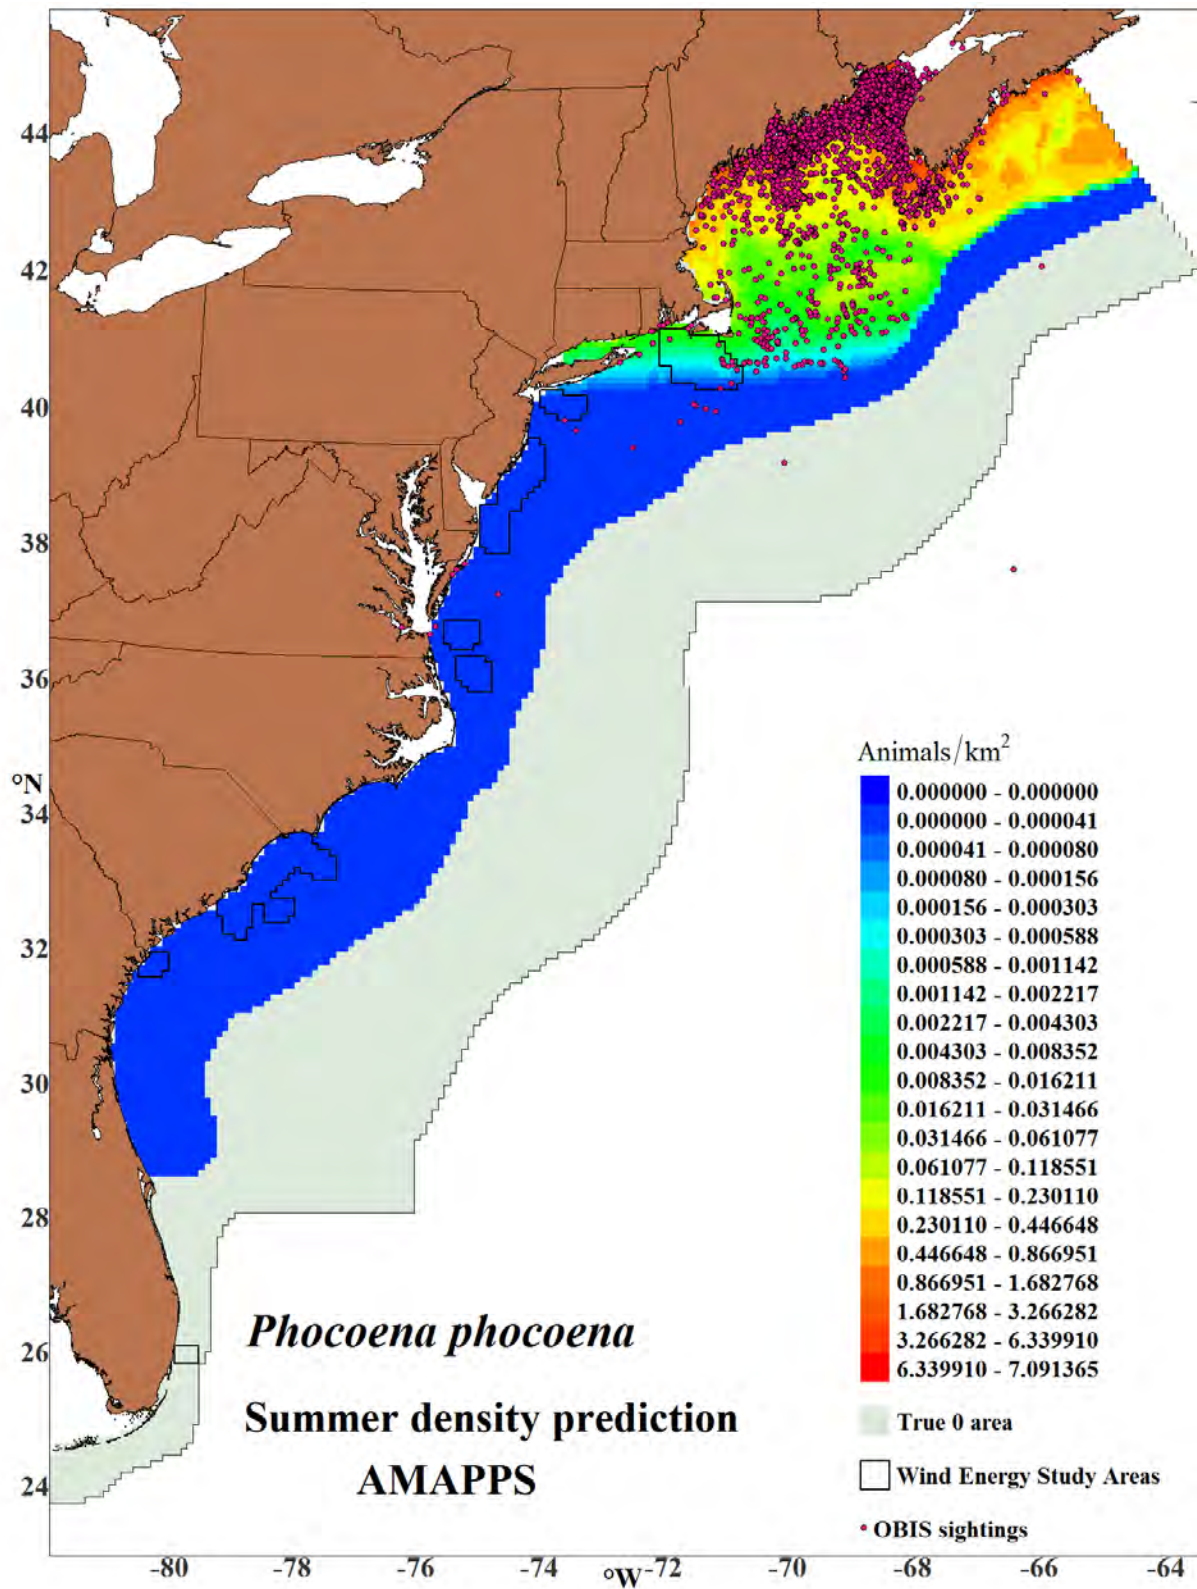 44
42
40
38
36
°N
34
32
30
28
26
24
-80
-78
-76
-74
°W
-72
-70
-68
-66
-64
Animals/km²
0.000000 - 0.000000
0.000000 - 0.000041
0.000041 - 0.000080
0.000080 - 0.000156
0.000156 - 0.000303
0.000303 - 0.000588
0.000588 - 0.001142
0.001142 - 0.002217
0.002217 - 0.004303
0.004303 - 0.008352
0.008352 - 0.016211
0.016211 - 0.031466
0.031466 - 0.061077
0.061077 - 0.118551
0.118551 - 0.230110
0.230110 - 0.446648
0.446648 - 0.866951
0.866951 - 1.682768
1.682768 - 3.266282
3.266282 - 6.339910
6.339910 - 7.091365
True 0 area
Wind Energy Study Areas
OBIS sightings
Phocoena phocoena
Summer density prediction
AMAPPS